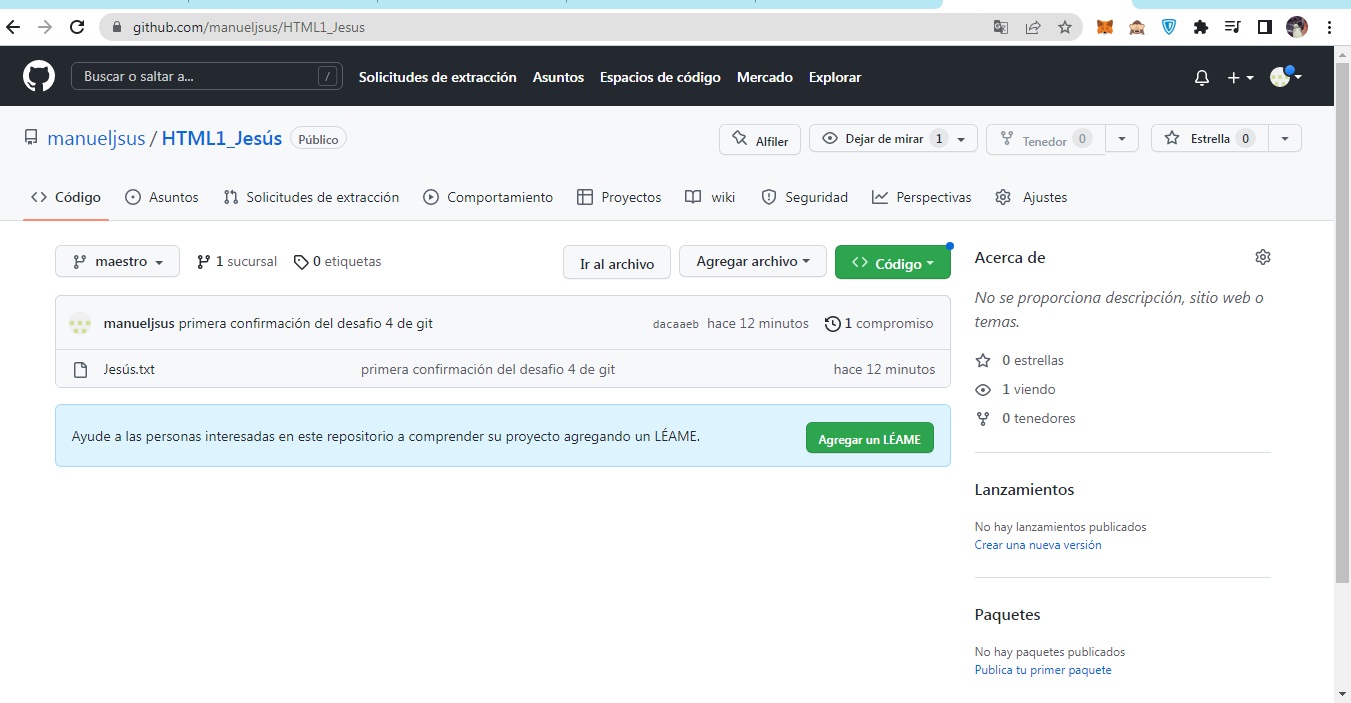 github.com/manueljsus/HTML1_Jesus
Buscar o saltar a... /
Solicitudes de extracción Asuntos Espacios de código Mercado Explorar
manueljsus / HTML1_Jesús Público
Alfiler Dejar de mirar 1 Tenedor 0 Estrella 0
Código Asuntos Solicitudes de extracción Comportamiento Proyectos wiki Seguridad Perspectivas Ajustes
maestro 1 sucursal 0 etiquetas Ir al archivo Agregar archivo Código
manueljsus primera confirmación del desafio 4 de git dacaaeb hace 12 minutos 1 compromiso
Jesús.txt primera confirmación del desafio 4 de git hace 12 minutos
Ayude a las personas interesadas en este repositorio a comprender su proyecto agregando un LÉAME. Agregar un LÉAME
Acerca de
No se proporciona descripción, sitio web o
temas.
0 estrellas
1 viendo
0 tenedores
Lanzamientos
No hay lanzamientos publicados
Crear una nueva versión
Paquetes
No hay paquetes publicados
Publica tu primer paquete